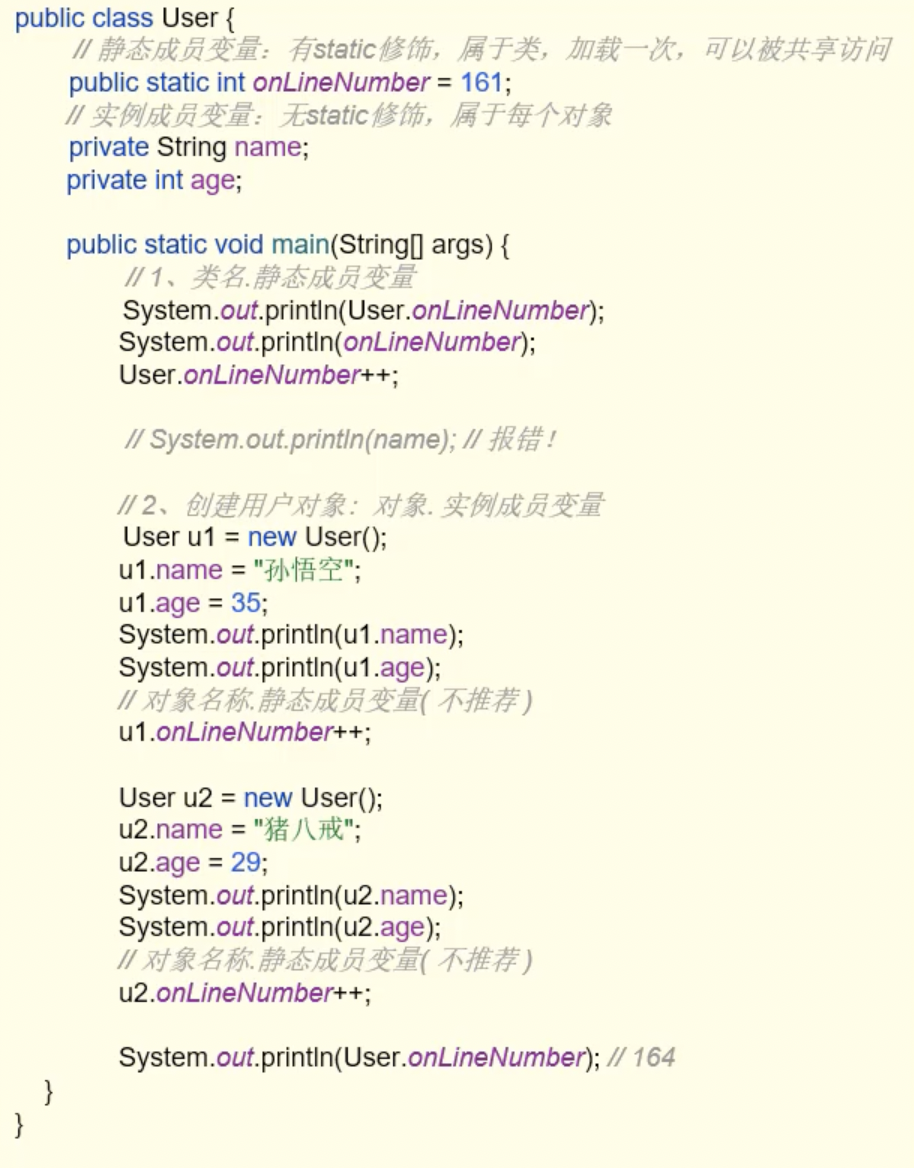 public class User {
// 静态成员变量：有static修饰，属于类，加载一次，可以被共享访问
public static int onLineNumber = 161;
// 实例成员变量：无static修饰，属于每个对象
private String name;
private int age;
public static void main(String[] args) {
// 1、类名.静态成员变量
System.out.println(User.onLineNumber);
System.out.println(onLineNumber);
User.onLineNumber++;
// System.out.println(name); // 报错！
// 2、创建用户对象：对象. 实例成员变量
User u1 = new User();
u1.name = "孙悟空";
u1.age = 35;
System.out.println(u1.name);
System.out.println(u1.age);
// 对象名称.静态成员变量( 不推荐 )
u1.onLineNumber++;
User u2 = new User();
u2.name = "猪八戒";
u2.age = 29;
System.out.println(u2.name);
System.out.println(u2.age);
// 对象名称.静态成员变量( 不推荐 )
u2.onLineNumber++;
System.out.println(User.onLineNumber); // 164
}
}